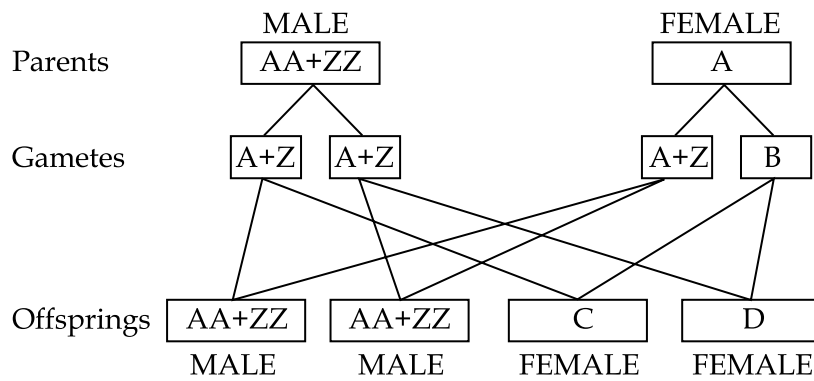 MALE FEMALE
Parents AA+ZZ A
Gametes A+Z A+Z A+Z B
Offsprings AA+ZZ AA+ZZ C D
MALE MALE FEMALE FEMALE